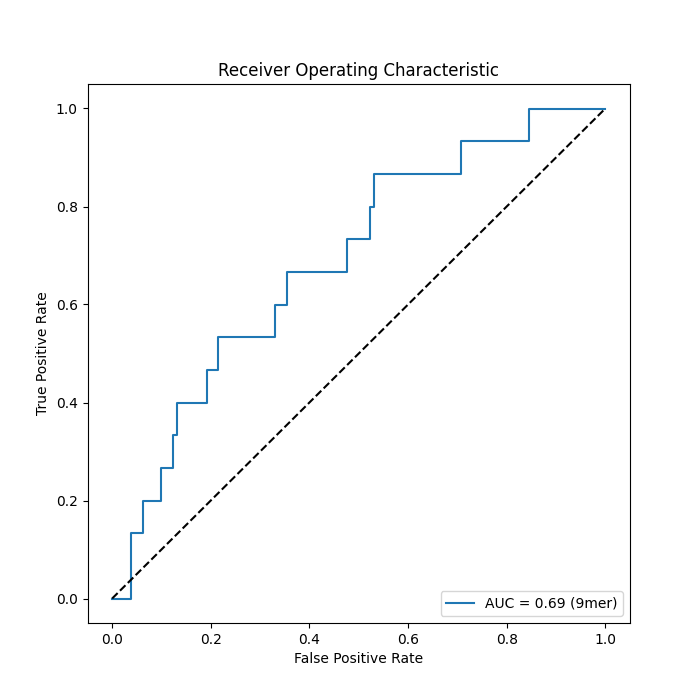 Receiver Operating Characteristic
1.0
0.8
0.6
0.4
0.2
0.0
True Positive Rate
AUC = 0.69 (9mer)
0.0 0.2 0.4 0.6 0.8 1.0
False Positive Rate